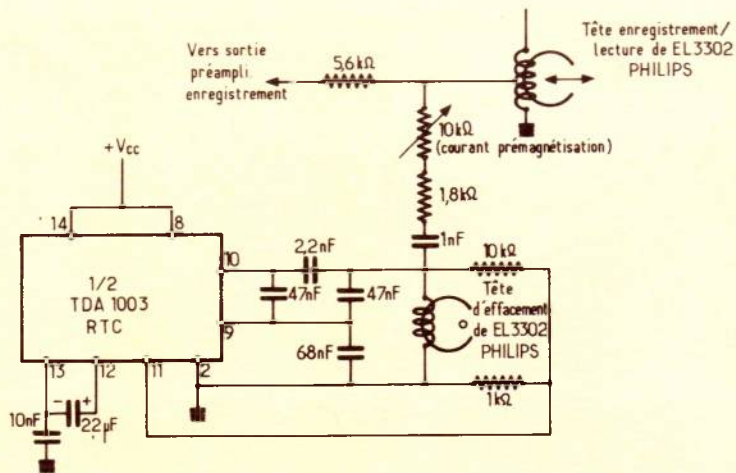 Vers sortie
préampli.
enregistrement
5,6kΩ
Tête enregistrement/
lecture de EL3302
PHILIPS
10kΩ
(courant prémagnétisation)
1,8kΩ
1nF
+Vcc
14
8
10
2,2nF
10kΩ
1/2
TDA 1003
RTC
47nF
47nF
Tête
d'effacement
de EL3302
PHILIPS
9
68nF
13
12
11
2
1kΩ
10nF
- +
22µF